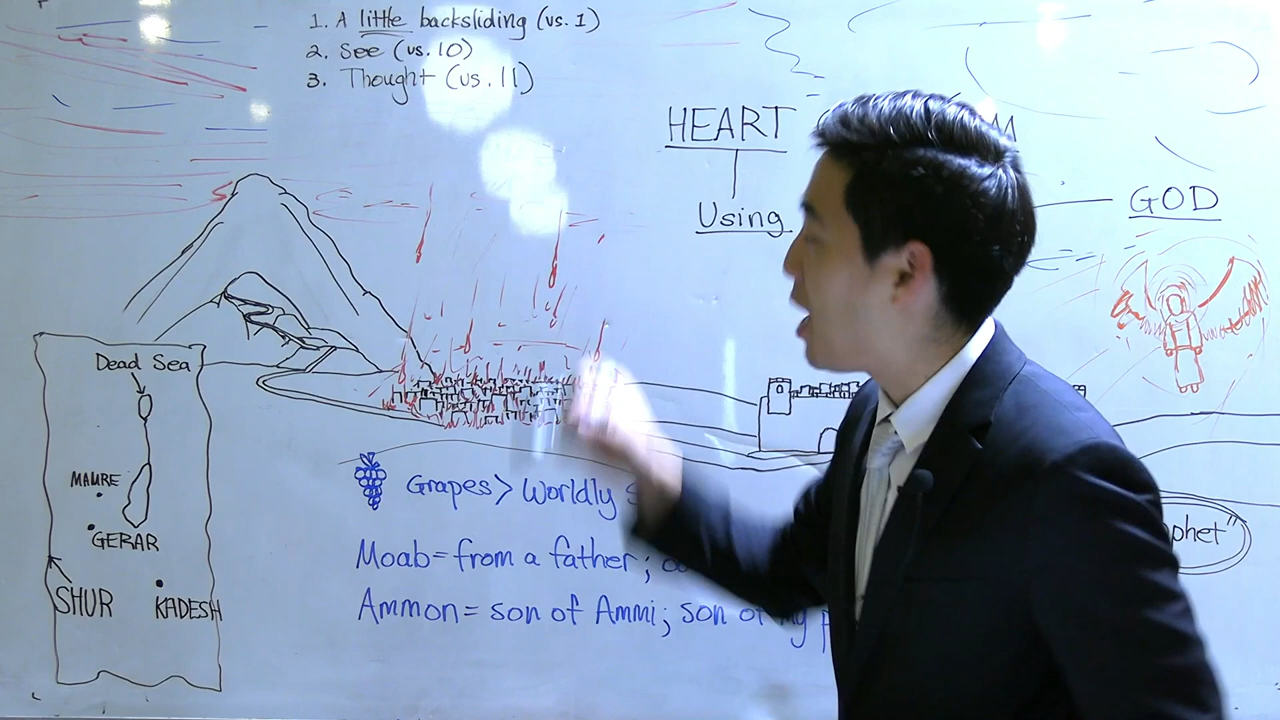 1. A little backsliding (vs. 1)
2. See (vs. 10)
3. Thought (vs. 11)
HEART
Using
GOD
Dead Sea
MAMRE
GERAR
SHUR
KADESH
Grapes > Worldly
Moab = from a father;
Ammon = son of Ammi; son of my
phet"